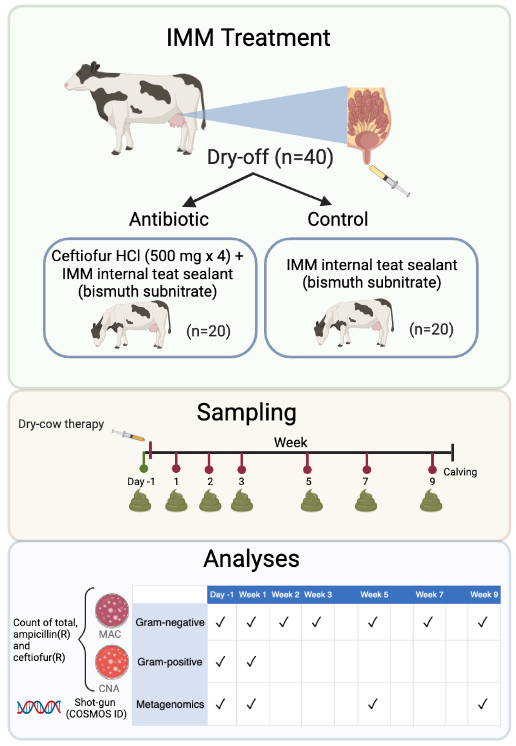 IMM Treatment
Dry-off (n=40)
Antibiotic
Control
Ceftiofur HCl (500 mg x 4) +
IMM internal teat sealant
(bismuth subnitrate)
(n=20)
IMM internal teat sealant
(bismuth subnitrate)
(n=20)
Sampling
Dry-cow therapy
Week
Calving
Day -1 1 2 3 5 7 9
Analyses
Count of total,
ampicillin(R)
and
ceftiofur(R)
MAC
CNA
Shot-gun
(COSMOS ID)
Day -1 Week 1 Week 2 Week 3 Week 5 Week 7 Week 9
Gram-negative ✓ ✓ ✓ ✓ ✓ ✓ ✓
Gram-positive ✓ ✓
Metagenomics ✓ ✓ ✓ ✓